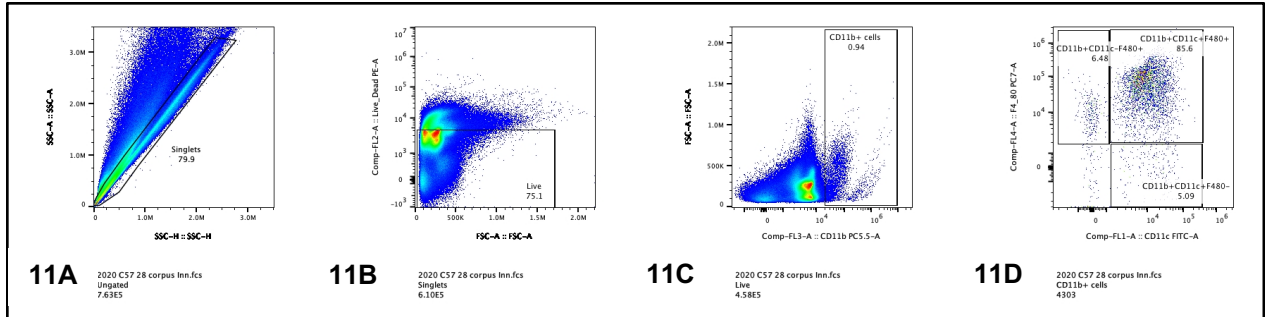 SSC-A :: SSC-A
3.0M
2.0M
1.0M
0
Singlets
79.9
0
1.0M
2.0M
3.0M
SSC-H :: SSC-H
11A
2020 C57 28 corpus Inn.fcs
Ungated
7.63E5
Comp-FL2-A :: Live_Dead PE-A
10^7
10^6
10^5
10^4
10^3
0
-10^3
Live
75.1
0
500K
1.0M
1.5M
2.0M
FSC-A :: FSC-A
11B
2020 C57 28 corpus Inn.fcs
Singlets
6.10E5
FSC-A :: FSC-A
2.0M
1.5M
1.0M
500K
0
CD11b+ cells
0.94
0
10^4
10^6
Comp-FL3-A :: CD11b PC5.5-A
11C
2020 C57 28 corpus Inn.fcs
Live
4.58E5
Comp-FL4-A :: F4_80 PC7-A
10^6
10^5
10^4
0
CD11b+CD11c-F480+
6.48
CD11b+CD11c+F480+
85.6
CD11b+CD11c+F480-
5.09
0
10^4
10^5
10^6
Comp-FL1-A :: CD11c FITC-A
11D
2020 C57 28 corpus Inn.fcs
CD11b+ cells
4303